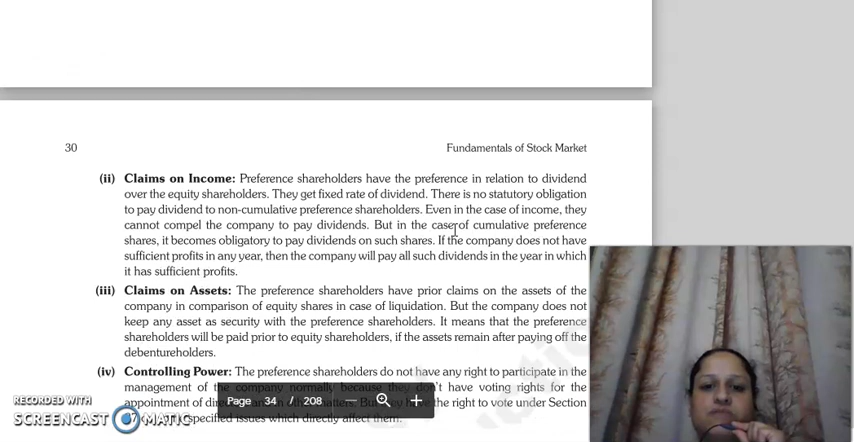 30 Fundamentals of Stock Market
(ii) Claims on Income: Preference shareholders have the preference in relation to dividend
over the equity shareholders. They get fixed rate of dividend. There is no statutory obligation
to pay dividend to non-cumulative preference shareholders. Even in the case of income, they
cannot compel the company to pay dividends. But in the case of cumulative preference
shares, it becomes obligatory to pay dividends on such shares. If the company does not have
sufficient profits in any year, then the company will pay all such dividends in the year in which
it has sufficient profits.
(iii) Claims on Assets: The preference shareholders have prior claims on the assets of the
company in comparison of equity shares in case of liquidation. But the company does not
keep any asset as security with the preference shareholders. It means that the preference
shareholders will be paid prior to equity shareholders, if the assets remain after paying off the
debentureholders.
(iv) Controlling Power: The preference shareholders do not have any right to participate in the
management of the company normally because they don't have voting rights for the
appointment of matters. But the right to vote under Section
specified issues which directly affect them.
Page 34 / 208
RECORDED WITH
SCREENCAST MATIC